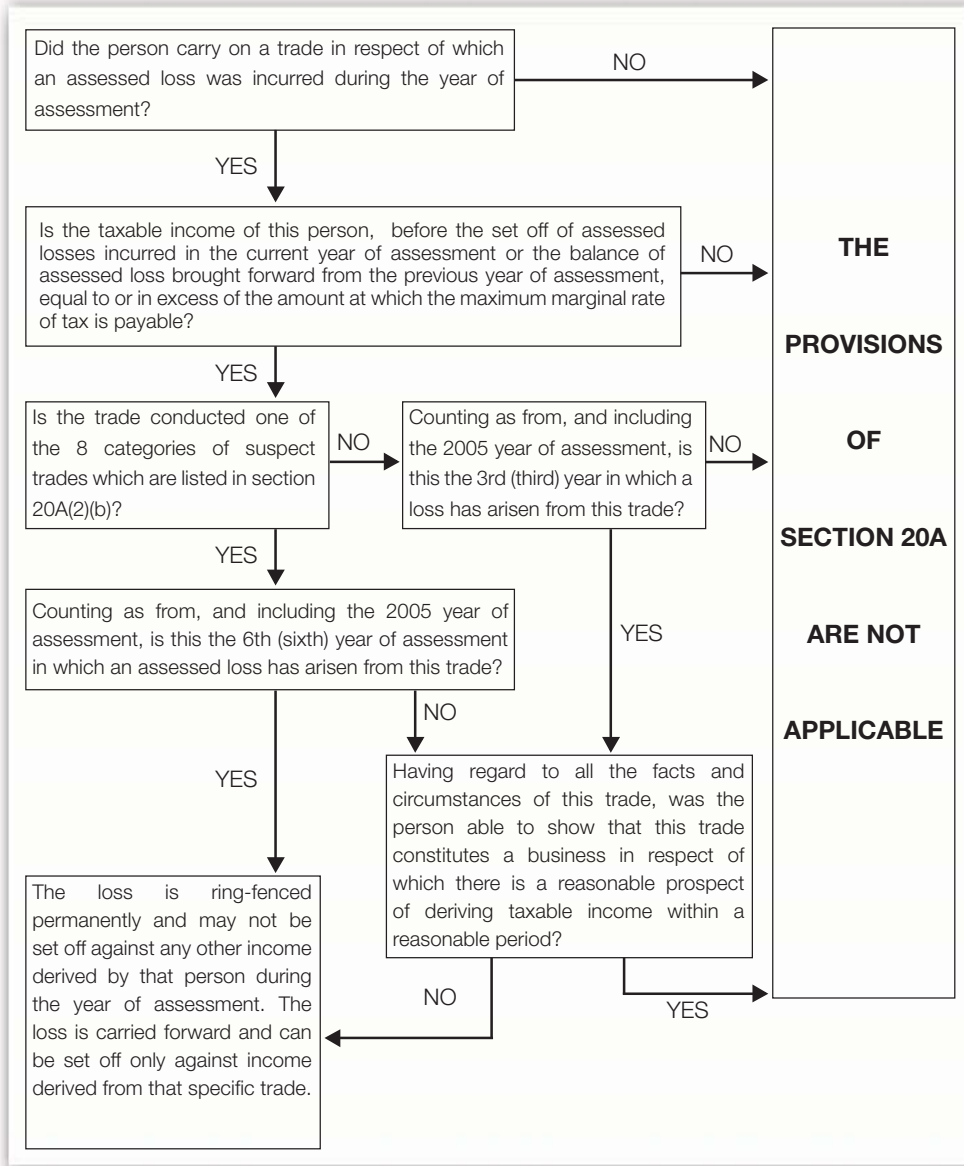 Did the person carry on a trade in respect of which
an assessed loss was incurred during the year of
assessment?
NO
YES
Is the taxable income of this person, before the set off of assessed
losses incurred in the current year of assessment or the balance of
assessed loss brought forward from the previous year of assessment,
equal to or in excess of the amount at which the maximum marginal rate
of tax is payable?
NO
YES
Is the trade conducted one of
the 8 categories of suspect
trades which are listed in section
20A(2)(b)?
NO
Counting as from, and including
the 2005 year of assessment, is
this the 3rd (third) year in which a
loss has arisen from this trade?
NO
YES
YES
Counting as from, and including the 2005 year of
assessment, is this the 6th (sixth) year of assessment
in which an assessed loss has arisen from this trade?
NO
YES
Having regard to all the facts and
circumstances of this trade, was the
person able to show that this trade
constitutes a business in respect of
which there is a reasonable prospect
of deriving taxable income within a
reasonable period?
NO
YES
The loss is ring-fenced
permanently and may not be
set off against any other income
derived by that person during
the year of assessment. The
loss is carried forward and can
be set off only against income
derived from that specific trade.
THE
PROVISIONS
OF
SECTION 20A
ARE NOT
APPLICABLE